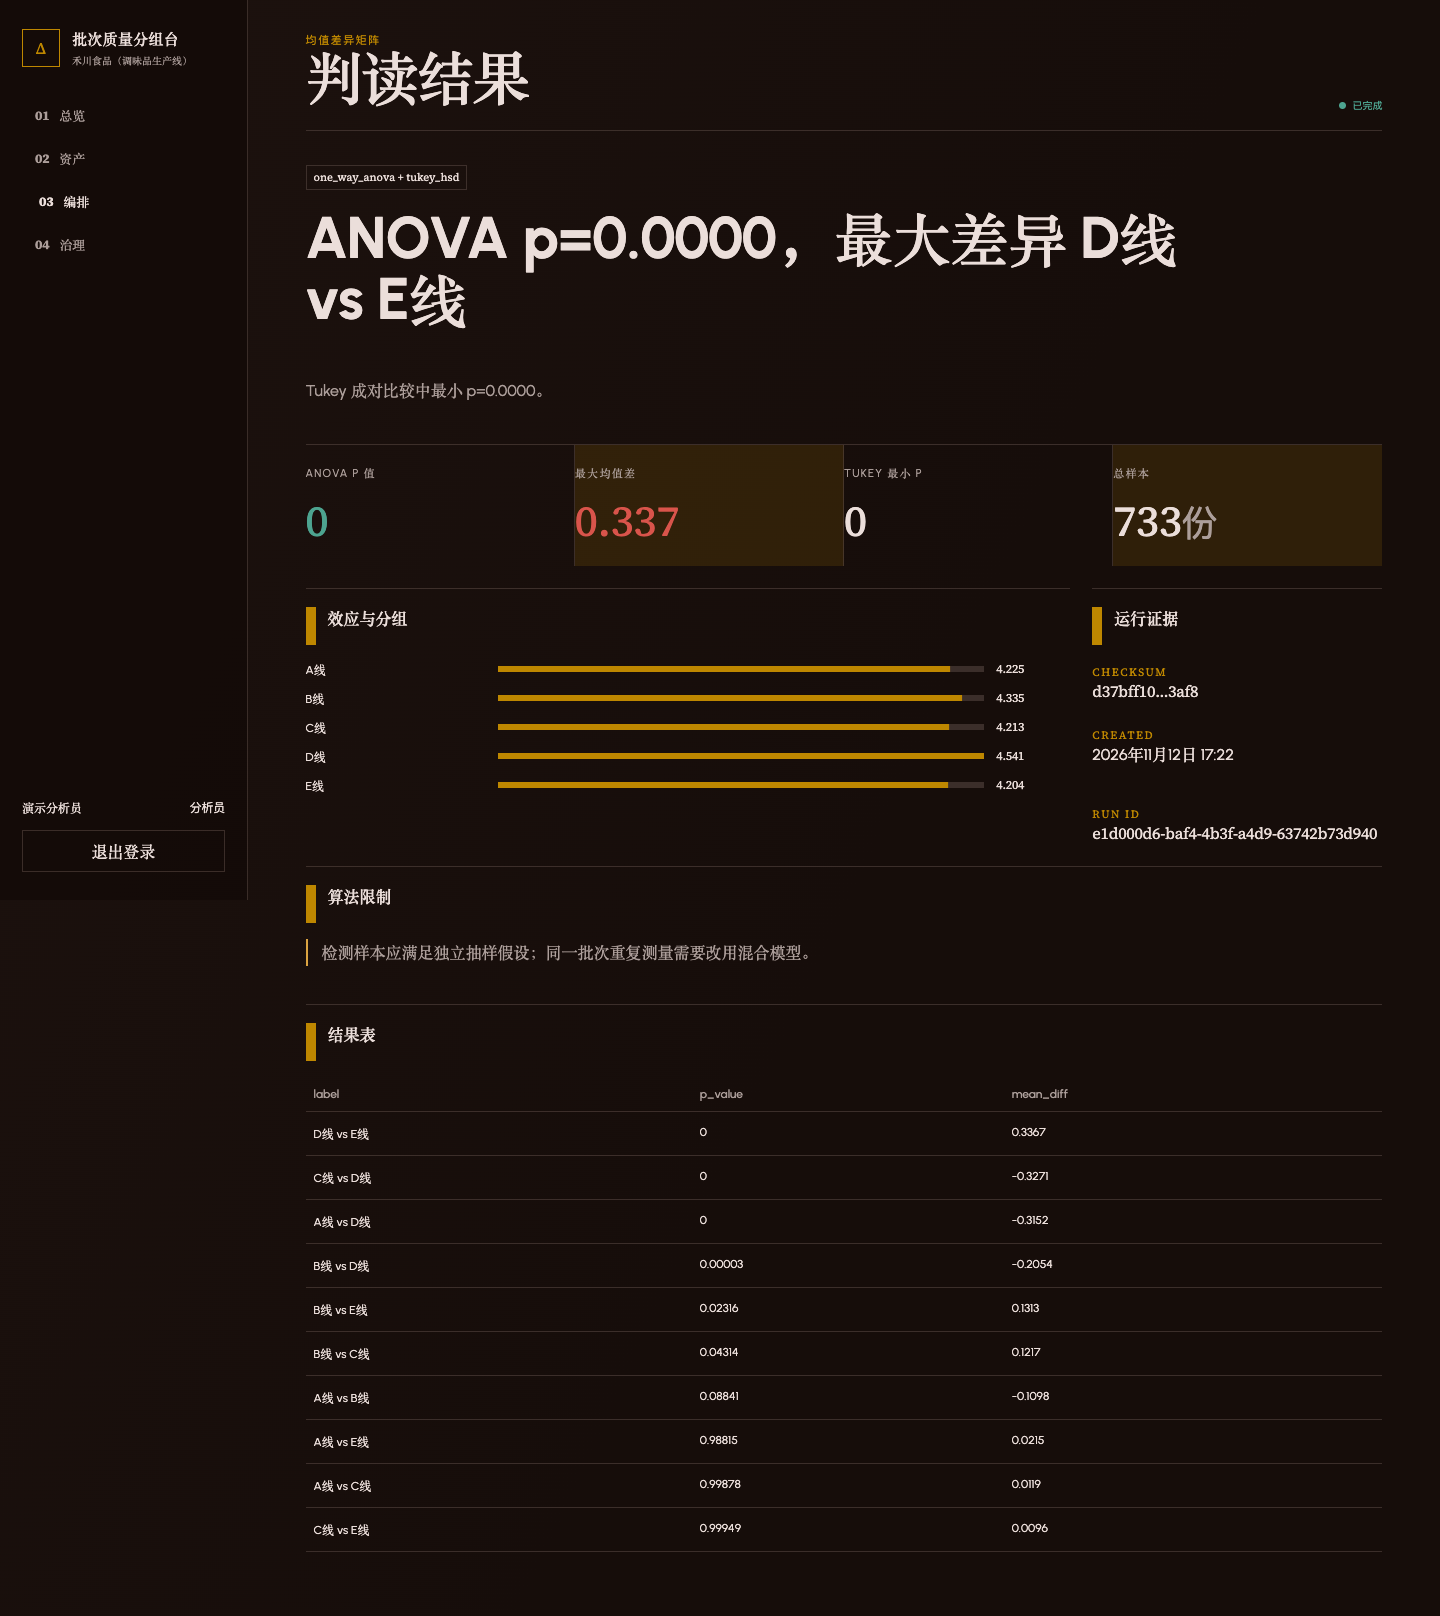 Δ
批次质量分组台
禾川食品（调味品生产线）
01 总览
02 资产
03 编排
04 治理
演示分析员 分析员
退出登录
均值差异矩阵
判读结果
已完成
one_way_anova + tukey_hsd
ANOVA p=0.0000，最大差异 D线
vs E线
Tukey 成对比较中最小 p=0.0000。
ANOVA P 值
0
最大均值差
0.337
TUKEY 最小 P
0
总样本
733份
效应与分组
A线 4.225
B线 4.335
C线 4.213
D线 4.541
E线 4.204
运行证据
CHECKSUM
d37bff10...3af8
CREATED
2026年11月12日 17:22
RUN ID
e1d000d6-baf4-4b3f-a4d9-63742b73d940
算法限制
检测样本应满足独立抽样假设；同一批次重复测量需要改用混合模型。
结果表
label p_value mean_diff
D线 vs E线 0 0.3367
C线 vs D线 0 -0.3271
A线 vs D线 0 -0.3152
B线 vs D线 0.00003 -0.2054
B线 vs E线 0.02316 0.1313
B线 vs C线 0.04314 0.1217
A线 vs B线 0.08841 -0.1098
A线 vs E线 0.98815 0.0215
A线 vs C线 0.99878 0.0119
C线 vs E线 0.99949 0.0096